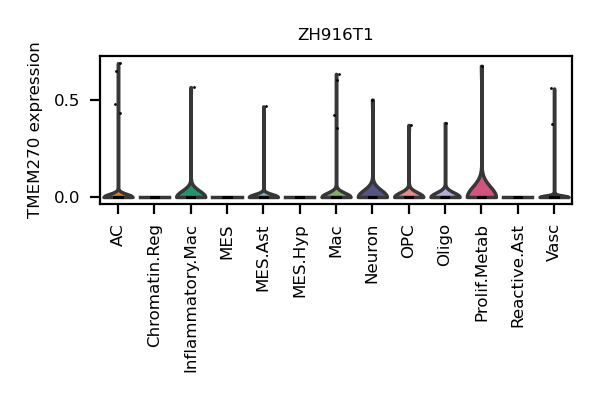 ZH916T1
TMEM270 expression
0.5
0.0
AC
Chromatin.Reg
Inflammatory.Mac
MES
MES.Ast
MES.Hyp
Mac
Neuron
OPC
Oligo
Prolif.Metab
Reactive.Ast
Vasc